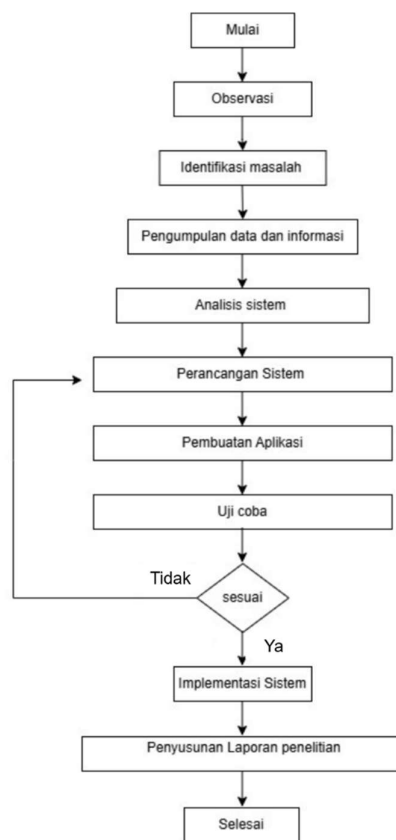 Mulai
Observasi
Identifikasi masalah
Pengumpulan data dan informasi
Analisis sistem
Perancangan Sistem
Pembuatan Aplikasi
Uji coba
Tidak
sesuai
Ya
Implementasi Sistem
Penyusunan Laporan penelitian
Selesai